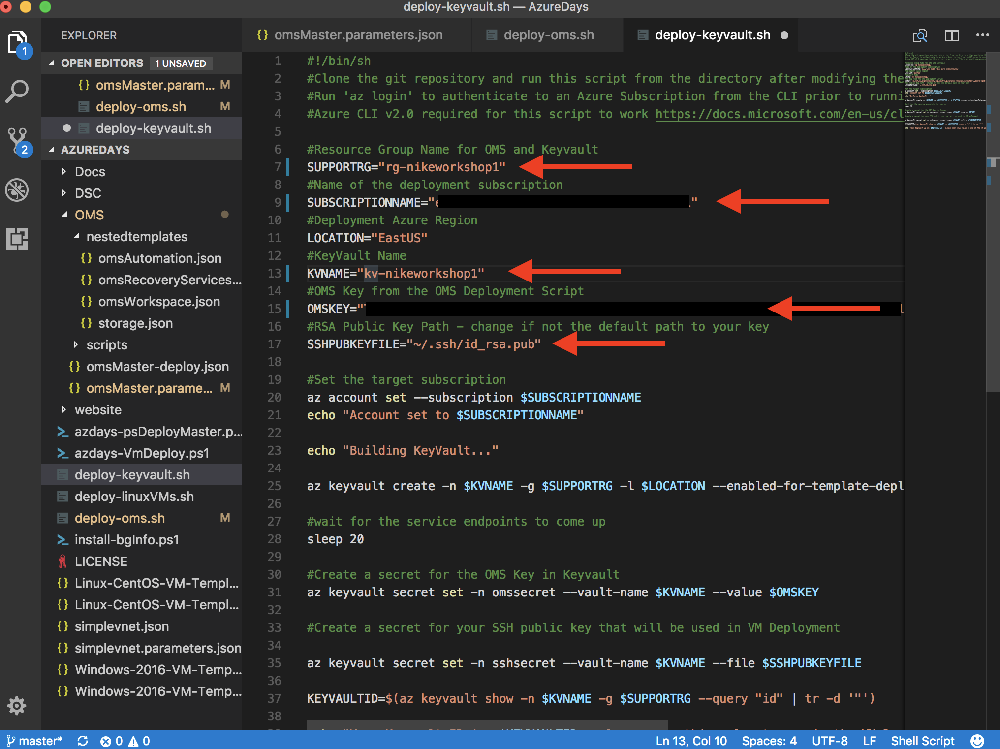 deploy-keyvault.sh — AzureDays
EXPLORER
{} omsMaster.parameters.json
deploy-oms.sh
deploy-keyvault.sh
1
OPEN EDITORS 1 UNSAVED
{} omsMaster.param... M
deploy-oms.sh M
deploy-keyvault.sh
2
AZUREDAYS
Docs
DSC
OMS
nestedtemplates
{} omsAutomation.json
{} omsRecoveryServices...
{} omsWorkspace.json
{} storage.json
scripts
{} omsMaster-deploy.json
{} omsMaster.parame... M
website
azdays-psDeployMaster.p...
azdays-VmDeploy.ps1
deploy-keyvault.sh
deploy-linuxVMs.sh
deploy-oms.sh M
install-bgInfo.ps1
LICENSE
{} Linux-CentOS-VM-Templ...
{} Linux-CentOS-VM-Templ...
{} simplevnet.json
{} simplevnet.parameters.json
{} Windows-2016-VM-Temp...
{} Windows-2016-VM-Temp...
1 #!/bin/sh
2 #Clone the git repository and run this script from the directory after modifying the
3 #Run 'az login' to authenticate to an Azure Subscription from the CLI prior to runni
4 #Azure CLI v2.0 required for this script to work https://docs.microsoft.com/en-us/cl
5
6 #Resource Group Name for OMS and Keyvault
7 SUPPORTRG="rg-nikeworkshop1"
8 #Name of the deployment subscription
9 SUBSCRIPTIONNAME="e"
10 #Deployment Azure Region
11 LOCATION="EastUS"
12 #KeyVault Name
13 KVNAME="kv-nikeworkshop1"
14 #OMS Key from the OMS Deployment Script
15 OMSKEY="
16 #RSA Public Key Path - change if not the default path to your key
17 SSHPUBKEYFILE="~/.ssh/id_rsa.pub"
18
19 #Set the target subscription
20 az account set --subscription $SUBSCRIPTIONNAME
21 echo "Account set to $SUBSCRIPTIONNAME"
22
23 echo "Building KeyVault..."
24
25 az keyvault create -n $KVNAME -g $SUPPORTRG -l $LOCATION --enabled-for-template-depl
26
27 #wait for the service endpoints to come up
28 sleep 20
29
30 #Create a secret for the OMS Key in Keyvault
31 az keyvault secret set -n omssecret --vault-name $KVNAME --value $OMSKEY
32
33 #Create a secret for your SSH public key that will be used in VM Deployment
34
35 az keyvault secret set -n sshsecret --vault-name $KVNAME --file $SSHPUBKEYFILE
36
37 KEYVAULTID=$(az keyvault show -n $KVNAME -g $SUPPORTRG --query "id" | tr -d '"')
38
master* 0 0
Ln 13, Col 10 Spaces: 4 UTF-8 LF Shell Script